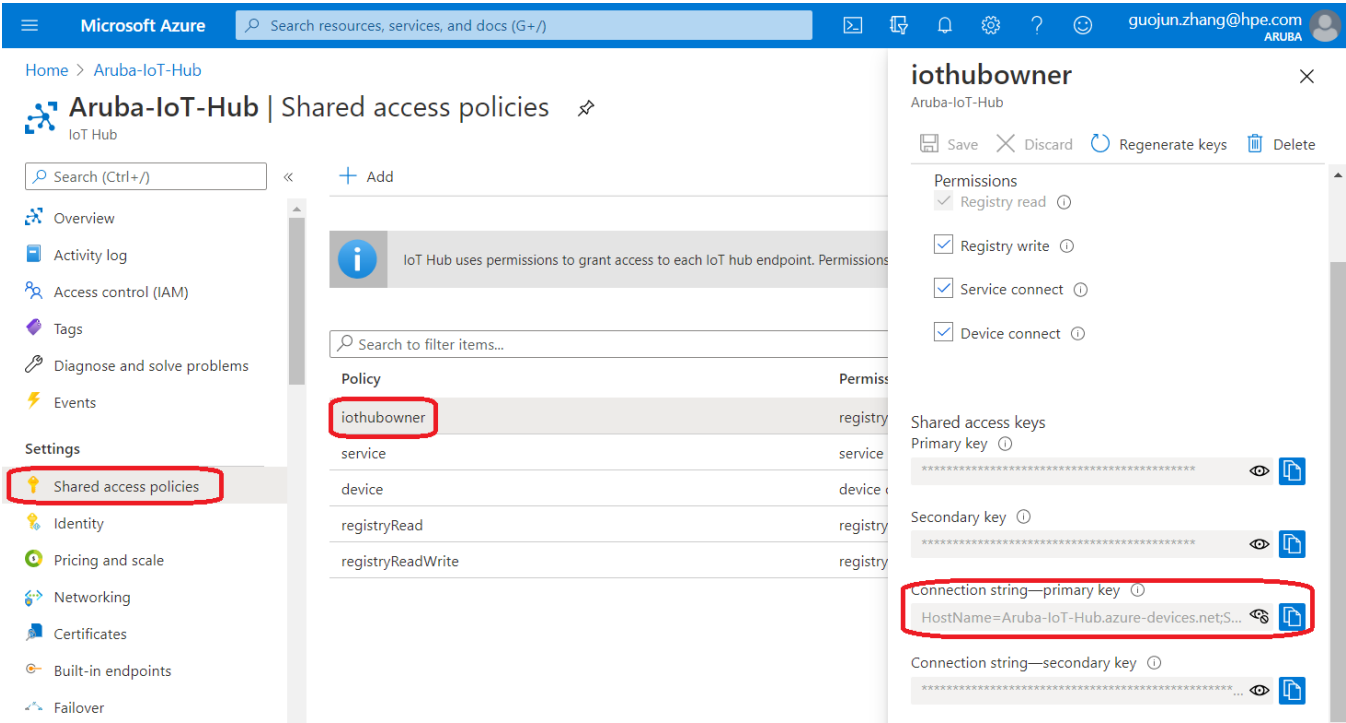 Microsoft Azure
Search resources, services, and docs (G+/)
guojun.zhang@hpe.com
ARUBA
Home > Aruba-IoT-Hub
Aruba-IoT-Hub | Shared access policies
IoT Hub
Search (Ctrl+/)
«
Overview
Activity log
Access control (IAM)
Tags
Diagnose and solve problems
Events
Settings
Shared access policies
Identity
Pricing and scale
Networking
Certificates
Built-in endpoints
Failover
+ Add
IoT Hub uses permissions to grant access to each IoT hub endpoint. Permissions
Search to filter items...
Policy Permiss
iothubowner registry
service service
device device c
registryRead registry
registryReadWrite registry
iothubowner
Aruba-IoT-Hub
Save Discard Regenerate keys Delete
Permissions
Registry read
Registry write
Service connect
Device connect
Shared access keys
Primary key
********************************************
Secondary key
********************************************
Connection string—primary key
HostName=Aruba-IoT-Hub.azure-devices.net;S...
Connection string—secondary key
**************************************************...